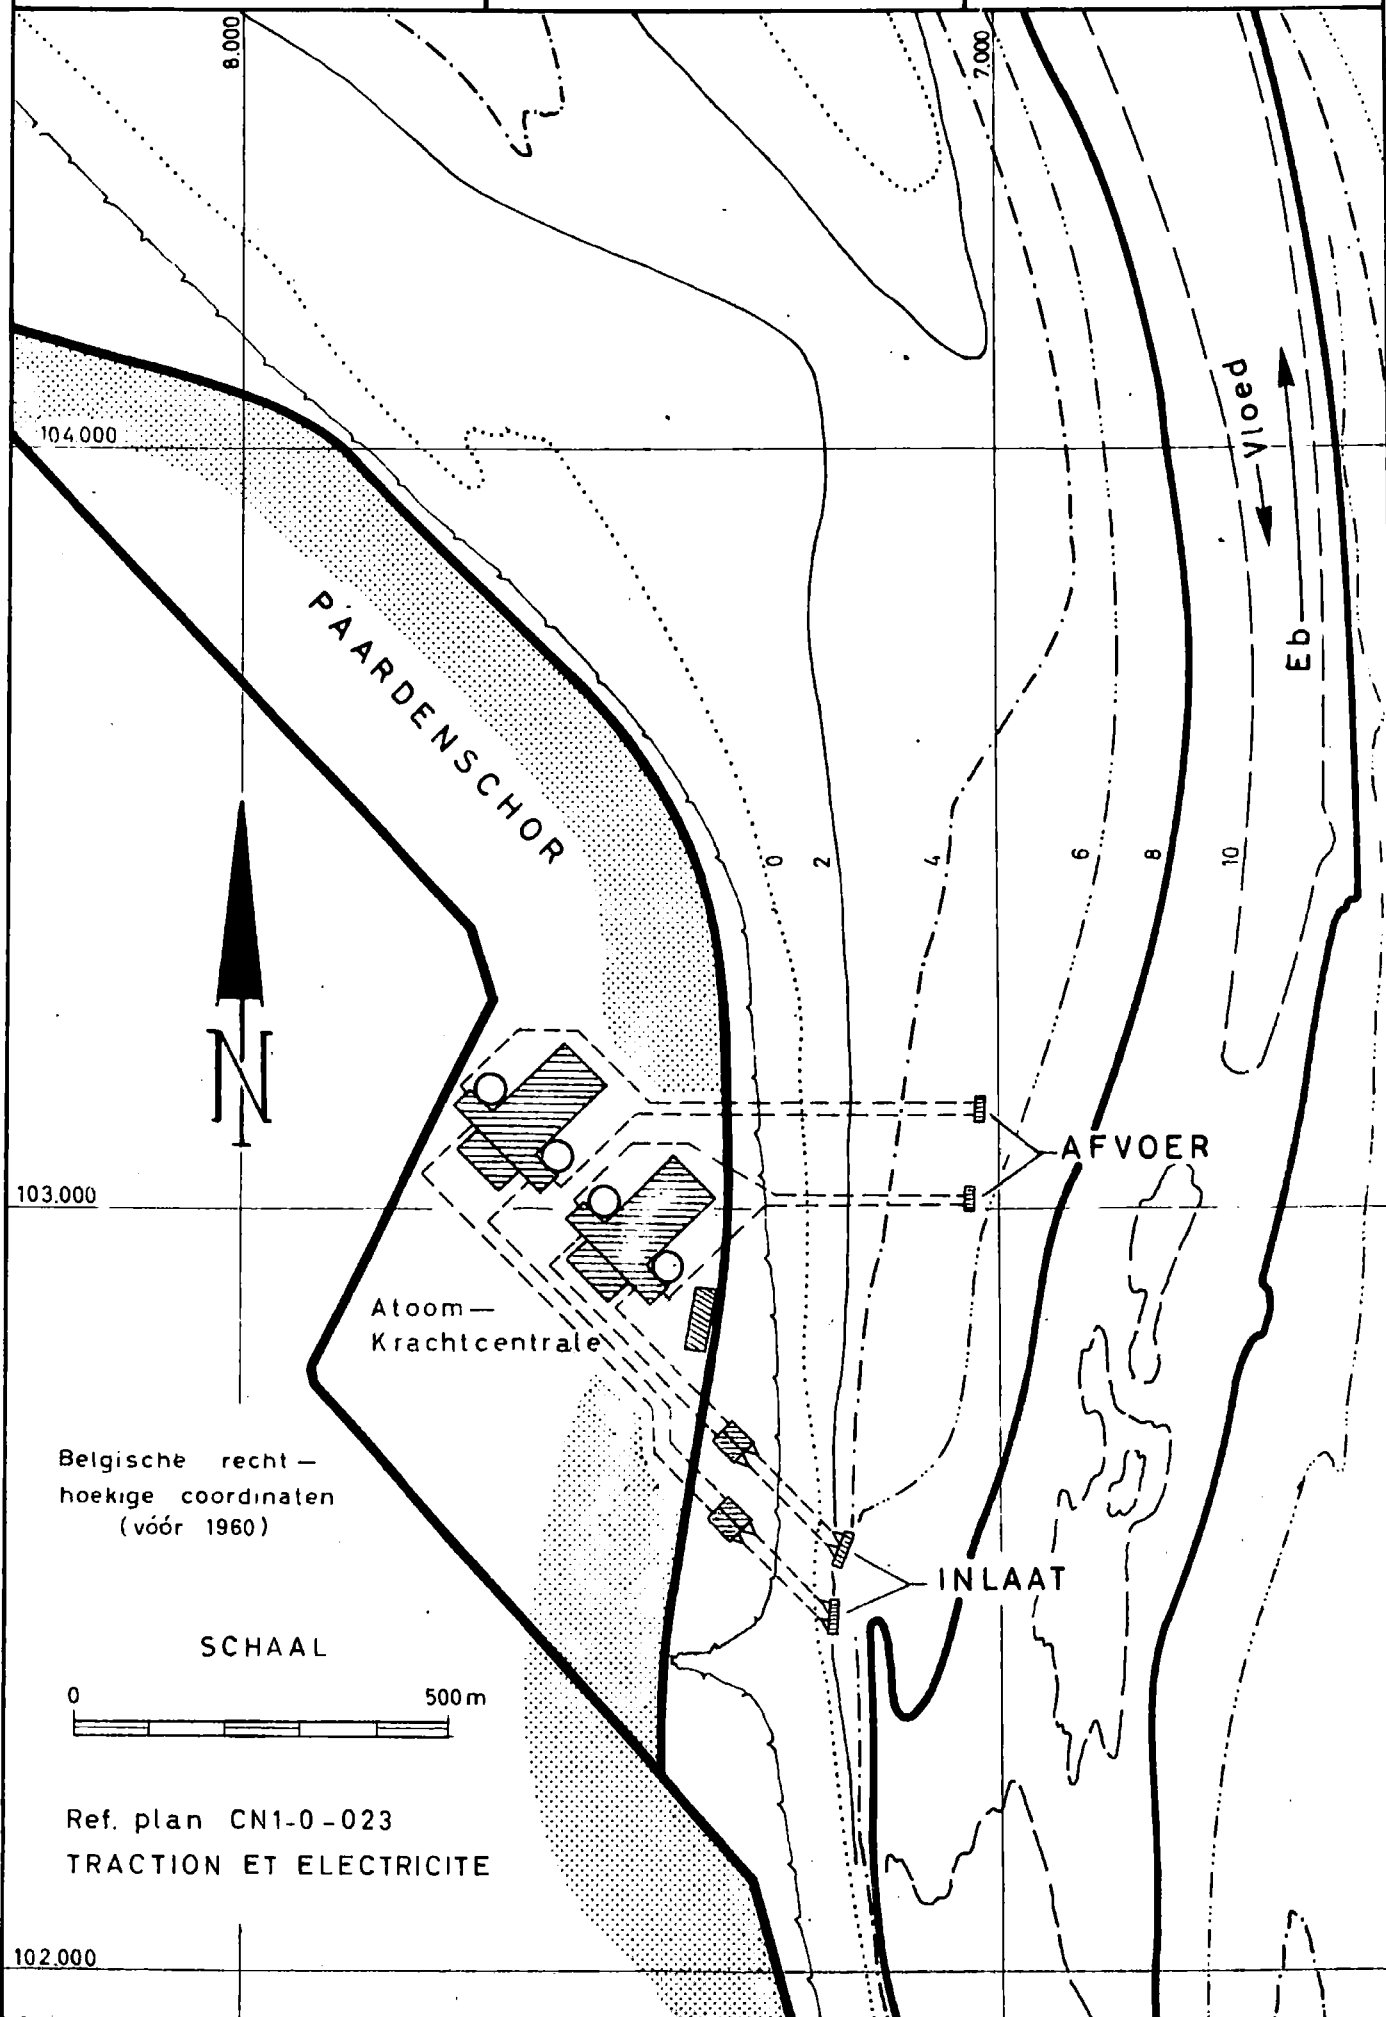 8.000
7.000
Vloed
104.000
Eb
PAARDENSCHOR
0
2
4
6
8
10
N
AFVOER
103.000
Atoom—
Krachtcentrale
Belgische recht—
hoekige coordinaten
(vóór 1960)
INLAAT
SCHAAL
0 500m
Ref. plan CN1-0-023
TRACTION ET ELECTRICITE
102.000